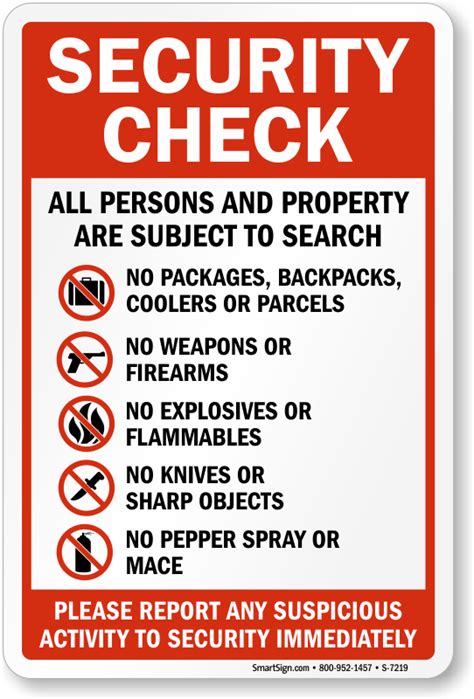 SECURITY
CHECK
ALL PERSONS AND PROPERTY
ARE SUBJECT TO SEARCH
NO PACKAGES, BACKPACKS,
COOLERS OR PARCELS
NO WEAPONS OR
FIREARMS
NO EXPLOSIVES OR
FLAMMABLES
NO KNIVES OR
SHARP OBJECTS
NO PEPPER SPRAY OR
MACE
PLEASE REPORT ANY SUSPICIOUS
ACTIVITY TO SECURITY IMMEDIATELY
SmartSign.com • 800-952-1457 • S-7219